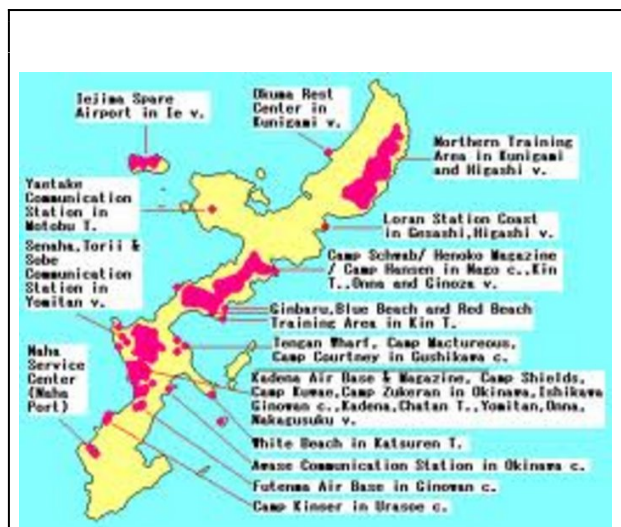 Iejima Spare
Airport in Ie v.
Okuma Rest
Center in
Kunigami v.
Northern Training
Area in Kunigami
and Higashi v.
Yaetake
Communication
Station in
Motobu T.
Loran Station Coast
in Gesashi,Higashi v.
Senaha,Torii &
Sobe
Communication
Station in
Yomitan v.
Camp Schwab/ Henoko Magazine
/ Camp Hansen in Nago c.,Kin
T.,Onna and Ginoza v.
Ginbaru,Blue Beach and Red Beach
Training Area in Kin T.
Tengan Wharf, Camp Mactureous,
Camp Courtney in Gushikawa c.
Naha
Service
Center
(Naha
Port)
Kadena Air Base & Magazine, Camp Shields,
Camp Kuwae,Camp Zukeran in Okinawa,Ishikawa
Ginowan c.,Kadena,Chatan T.,Yomitan,Onna,
Nakagusuku v.
White Beach in Katsuren T.
Awase Communication Station in Okinawa c.
Futenma Air Base in Ginowan c.
Camp Kinser in Urasoe c.